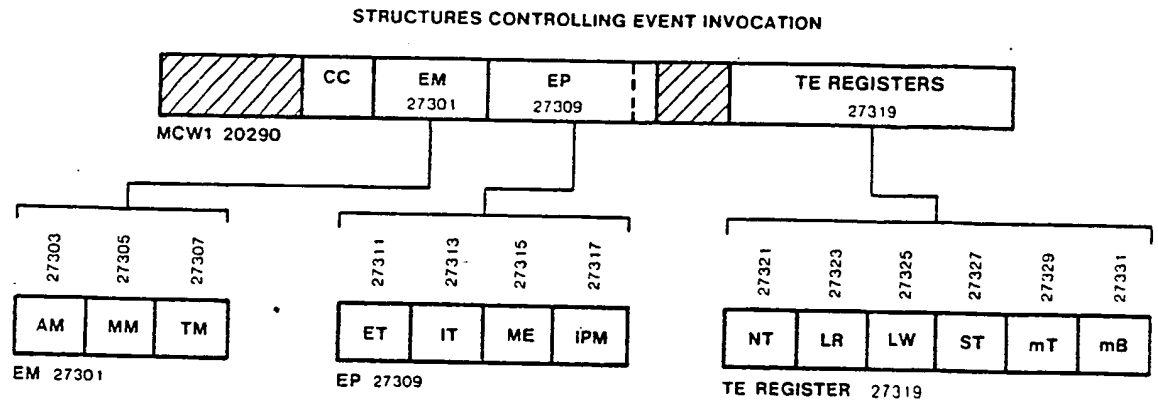 STRUCTURES CONTROLLING EVENT INVOCATION
CC EM EP TE REGISTERS
27301 27309 27319
MCW1 20290
27303 27305 27307 27311 27313 27315 27317 27321 27323 27325 27327 27329 27331
AM MM TM ET IT ME IPM NT LR LW ST mT mB
EM 27301 EP 27309 TE REGISTER 27319